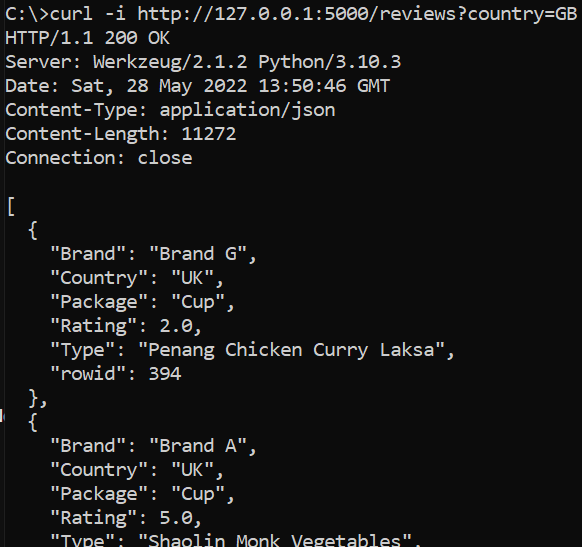 C:\>curl -i http://127.0.0.1:5000/reviews?country=GB
HTTP/1.1 200 OK
Server: Werkzeug/2.1.2 Python/3.10.3
Date: Sat, 28 May 2022 13:50:46 GMT
Content-Type: application/json
Content-Length: 11272
Connection: close

[
  {
    "Brand": "Brand G",
    "Country": "UK",
    "Package": "Cup",
    "Rating": 2.0,
    "Type": "Penang Chicken Curry Laksa",
    "rowid": 394
  },
  {
    "Brand": "Brand A",
    "Country": "UK",
    "Package": "Cup",
    "Rating": 5.0,
    "Type": "Shaolin Monk Vegetables",